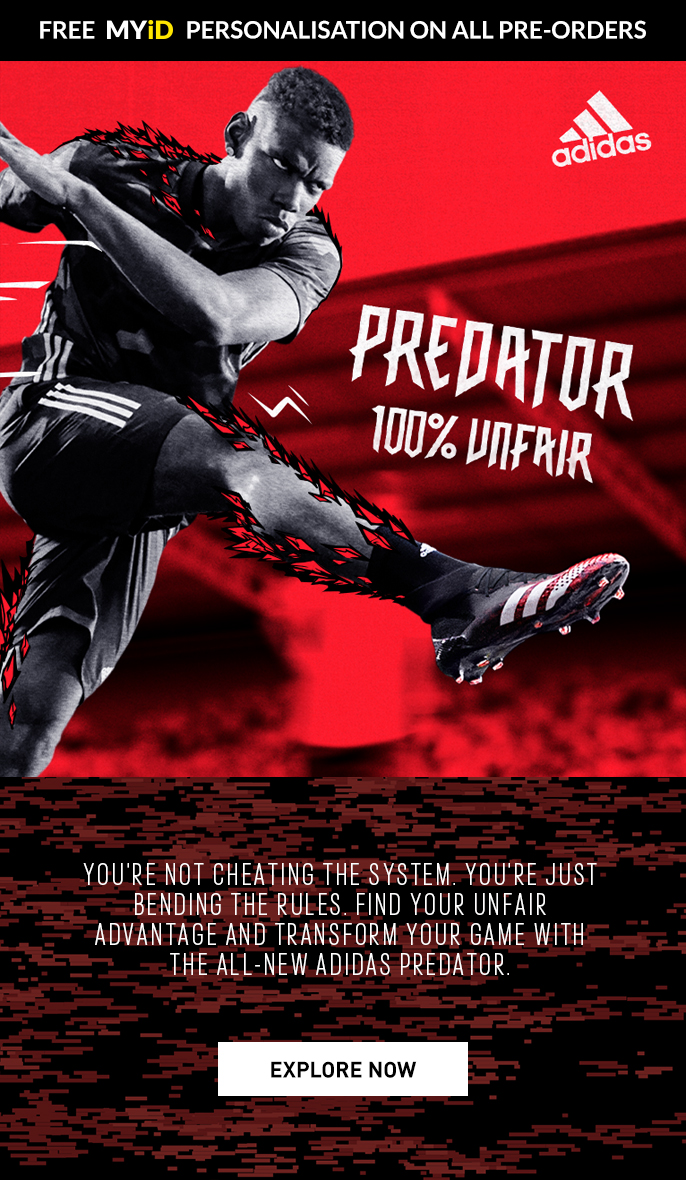 FREE MYiD PERSONALISATION ON ALL PRE-ORDERS
adidas
PREDATOR
100% UNFAIR
YOU'RE NOT CHEATING THE SYSTEM. YOU'RE JUST
BENDING THE RULES. FIND YOUR UNFAIR
ADVANTAGE AND TRANSFORM YOUR GAME WITH
THE ALL-NEW ADIDAS PREDATOR.
EXPLORE NOW